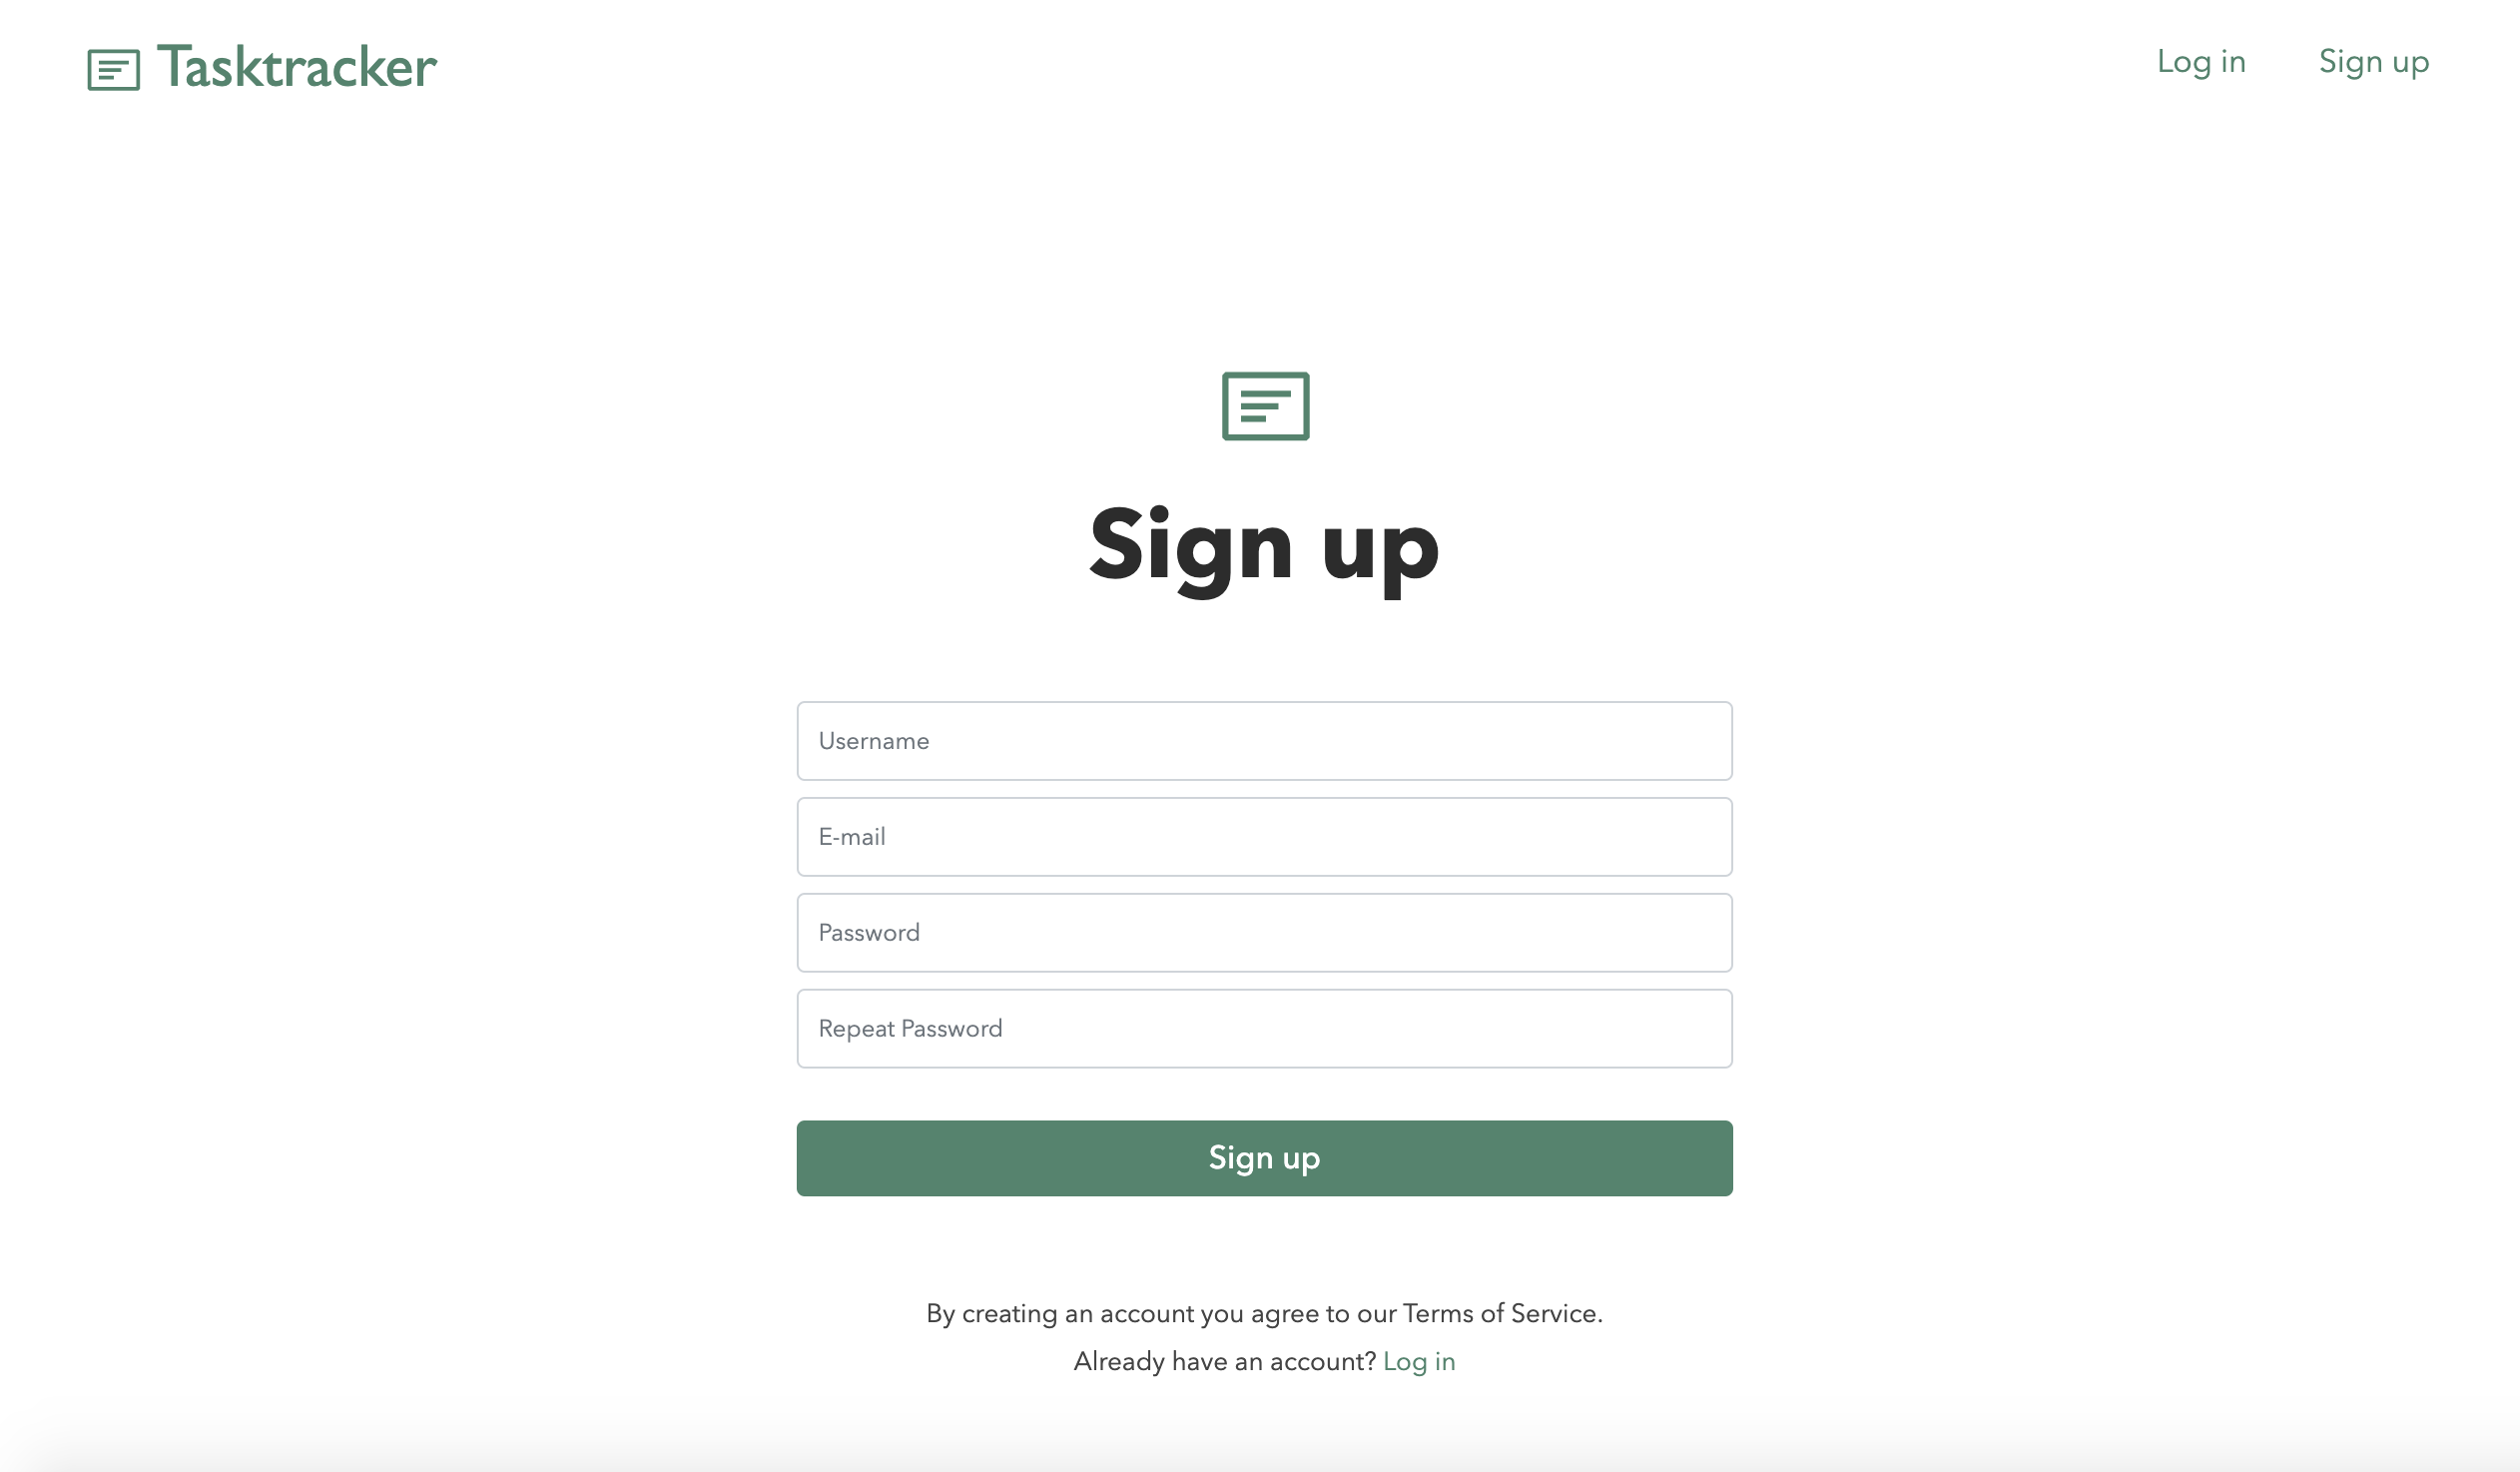 Tasktracker
Log in
Sign up
Sign up
Username
E-mail
Password
Repeat Password
Sign up
By creating an account you agree to our Terms of Service.
Already have an account? Log in